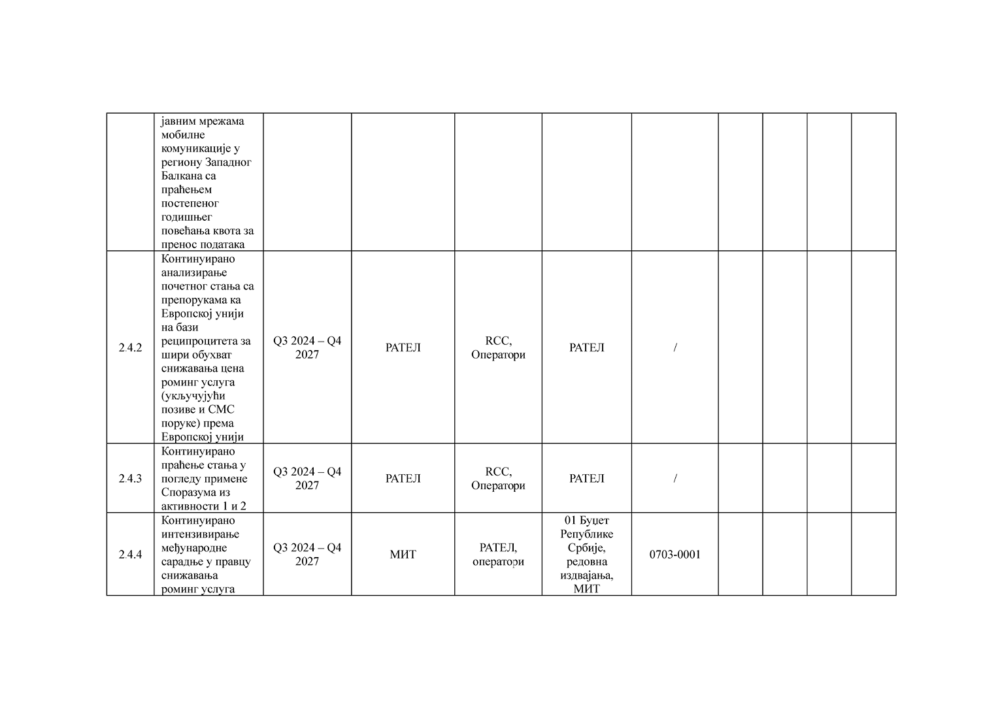 јавним мрежама
мобилне
комуникације у
региону Западног
Балкана са
праћењем
постепеног
годишњег
повећања квота за
пренос података
2.4.2
Континуирано
анализирање
почетног стања са
препорукама ка
Европској унији
на бази
реципроцитета за
шири обухват
снижавања цена
роминг услуга
(укључујући
позиве и СМС
поруке) према
Европској унији
Q3 2024 – Q4
2027
РАТЕЛ
RCC,
Оператори
РАТЕЛ
/
2.4.3
Континуирано
праћење стања у
погледу примене
Споразума из
активности 1 и 2
Q3 2024 – Q4
2027
РАТЕЛ
RCC,
Оператори
РАТЕЛ
/
2.4.4
Континуирано
интензивирање
међународне
сарадње у правцу
снижавања
роминг услуга
Q3 2024 – Q4
2027
МИТ
РАТЕЛ,
оператори
01 Буџет
Републике
Србије,
редовна
издвајања,
МИТ
0703-0001